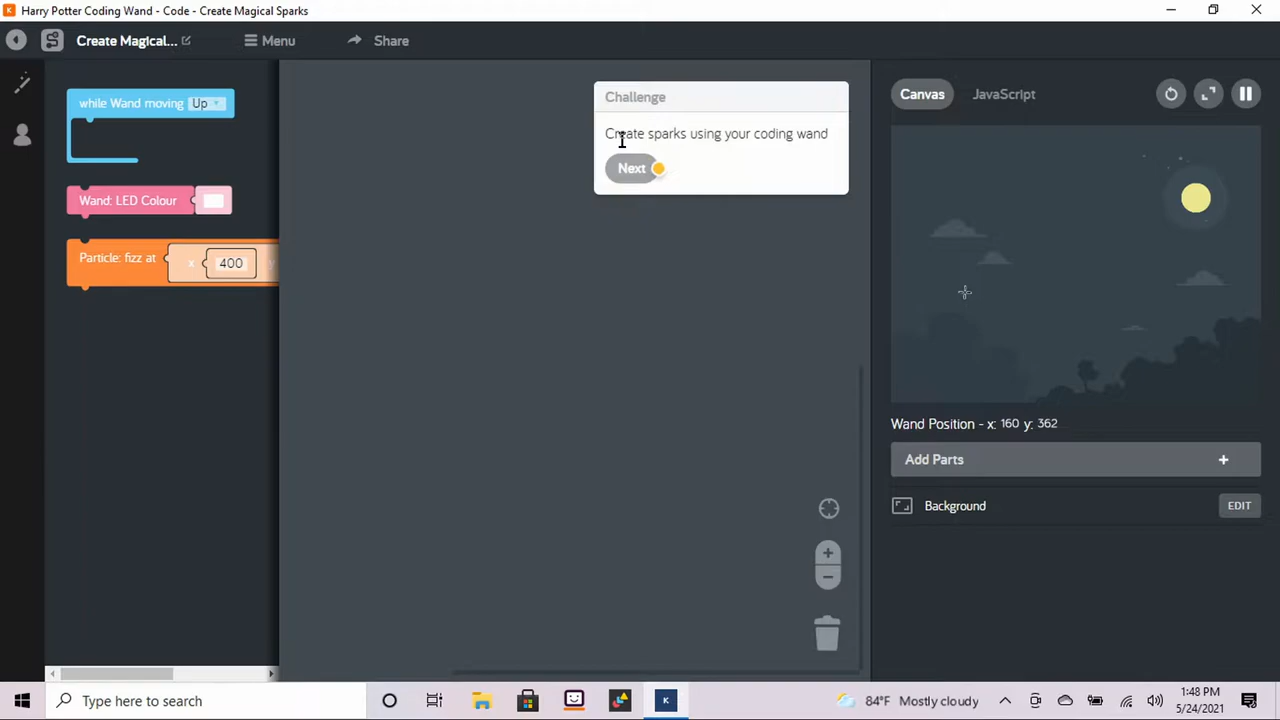 Harry Potter Coding Wand - Code - Create Magical Sparks
Create Magical...
Menu
Share
while Wand moving Up
Wand: LED Colour
Particle: fizz at x 400 y
Challenge
Create sparks using your coding wand
Next
Canvas
JavaScript
Wand Position - x: 160 y: 362
Add Parts +
Background
EDIT
Type here to search
K
84°F Mostly cloudy
1:48 PM
5/24/2021